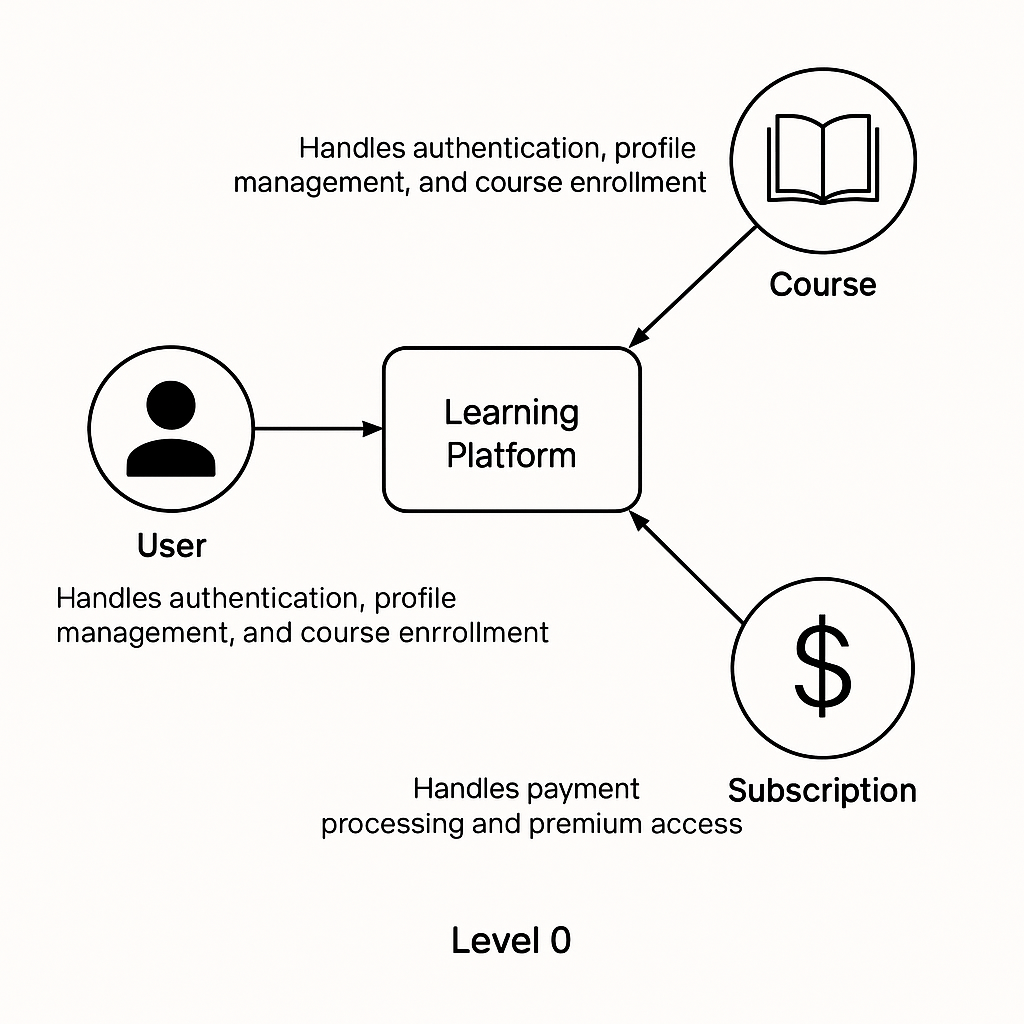 Handles authentication, profile
management, and course enrollment
Course
Learning
Platform
User
Handles authentication, profile
management, and course enrrollment
$
Handles payment
processing and premium access
Subscription
Level 0